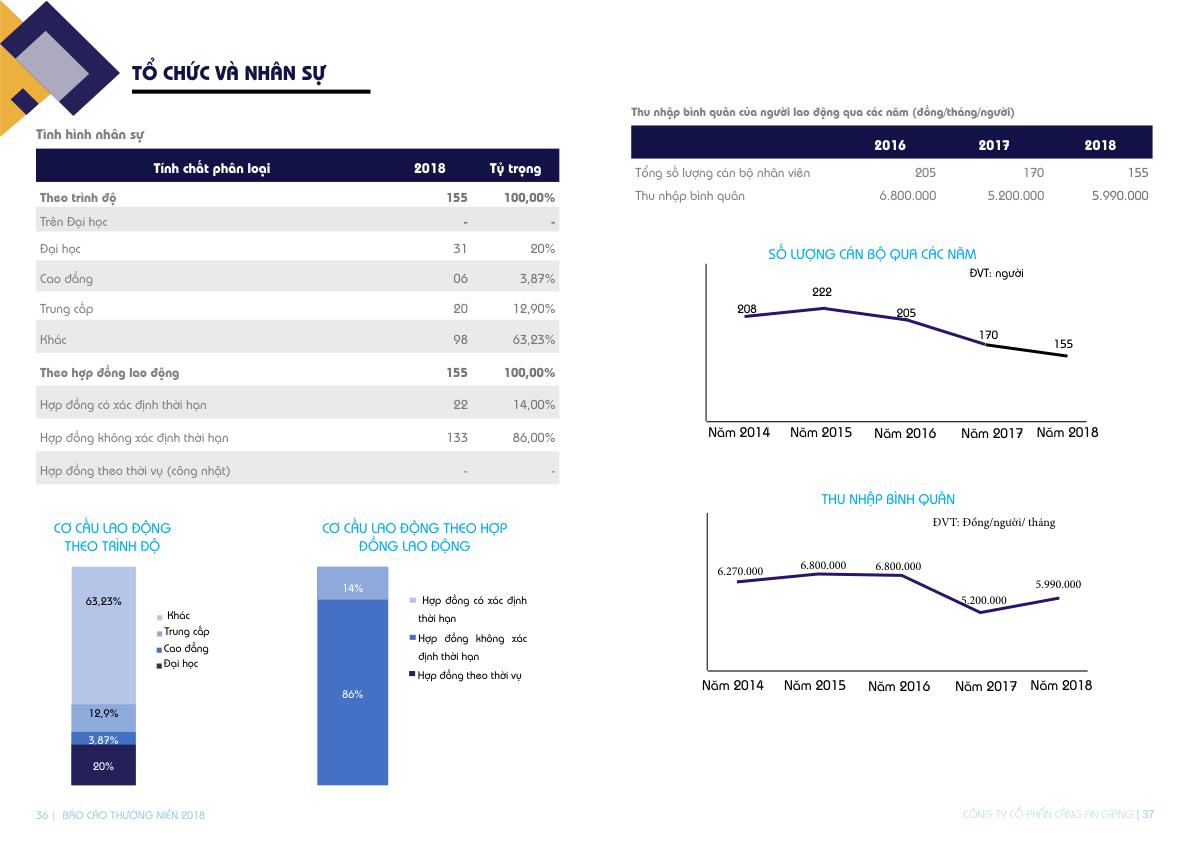 TỔ CHỨC VÀ NHÂN SỰ
Tình hình nhân sự
Tính chất phân loại 2018 Tỷ trọng
Theo trình độ 155 100,00%
Trên Đại học - -
Đại học 31 20%
Cao đẳng 06 3,87%
Trung cấp 20 12,90%
Khác 98 63,23%
Theo hợp đồng lao động 155 100,00%
Hợp đồng có xác định thời hạn 22 14,00%
Hợp đồng không xác định thời hạn 133 86,00%
Hợp đồng theo thời vụ (công nhật) - -
CƠ CẤU LAO ĐỘNG
THEO TRÌNH ĐỘ
63,23%
12,9%
3,87%
20%
Khác
Trung cấp
Cao đẳng
Đại học
CƠ CẤU LAO ĐỘNG THEO HỢP
ĐỒNG LAO ĐỘNG
14%
86%
Hợp đồng có xác định
thời hạn
Hợp đồng không xác
định thời hạn
Hợp đồng theo thời vụ
36 | BÁO CÁO THƯỜNG NIÊN 2018
Thu nhập bình quân của người lao động qua các năm (đồng/tháng/người)
2016 2017 2018
Tổng số lượng cán bộ nhân viên 205 170 155
Thu nhập bình quân 6.800.000 5.200.000 5.990.000
SỐ LƯỢNG CÁN BỘ QUA CÁC NĂM
ĐVT: người
208 222 205 170 155
Năm 2014 Năm 2015 Năm 2016 Năm 2017 Năm 2018
THU NHẬP BÌNH QUÂN
ĐVT: Đồng/người/ tháng
6.270.000 6.800.000 6.800.000 5.200.000 5.990.000
Năm 2014 Năm 2015 Năm 2016 Năm 2017 Năm 2018
CÔNG TY CỔ PHẦN CẢNG AN GIANG | 37